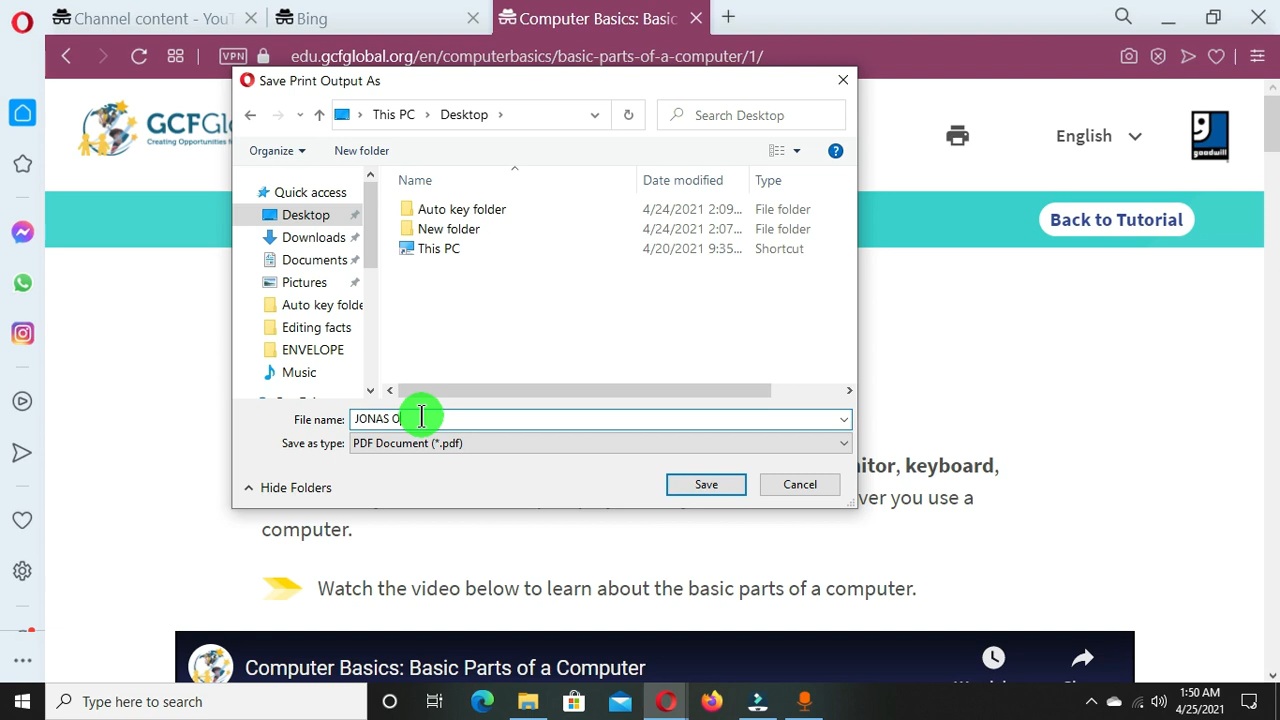 Channel content - YouT
Bing
Computer Basics: Basic
VPN
edu.gcfglobal.org/en/computerbasics/basic-parts-of-a-computer/1/
Save Print Output As
GCFGl
Creating Opportunities
This PC
Desktop
Search Desktop
English
goodwill
Organize
New folder
Name
Date modified
Type
Quick access
Desktop
Downloads
Documents
Pictures
Auto key folde
Editing facts
ENVELOPE
Music
Auto key folder
4/24/2021 2:09...
File folder
New folder
4/24/2021 2:07...
File folder
This PC
4/20/2021 9:35...
Shortcut
Back to Tutorial
File name:
JONAS O
Save as type:
PDF Document (*.pdf)
Hide Folders
Save
Cancel
itor, keyboard,
ver you use a
computer.
Watch the video below to learn about the basic parts of a computer.
Computer Basics: Basic Parts of a Computer
Type here to search
1:50 AM
4/25/2021